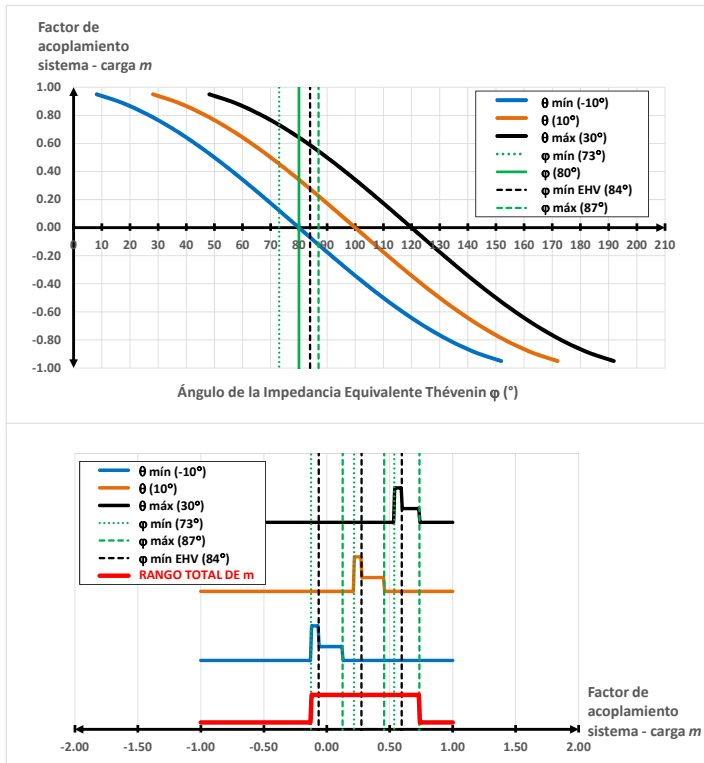 Factor de
acoplamiento
sistema - carga m
1.00
0.80
0.60
0.40
0.20
0.00
-0.20
-0.40
-0.60
-0.80
-1.00
0 10 20 30 40 50 60 70 80 90 100 110 120 130 140 150 160 170 180 190 200 210
θ mín (-10°)
θ (10°)
θ máx (30°)
φ mín (73°)
φ (80°)
φ mín EHV (84°)
φ máx (87°)
Ángulo de la Impedancia Equivalente Thévenin φ (°)
θ mín (-10°)
θ (10°)
θ máx (30°)
φ mín (73°)
φ máx (87°)
φ mín EHV (84°)
RANGO TOTAL DE m
Factor de
acoplamiento
sistema - carga m
-2.00 -1.50 -1.00 -0.50 0.00 0.50 1.00 1.50 2.00